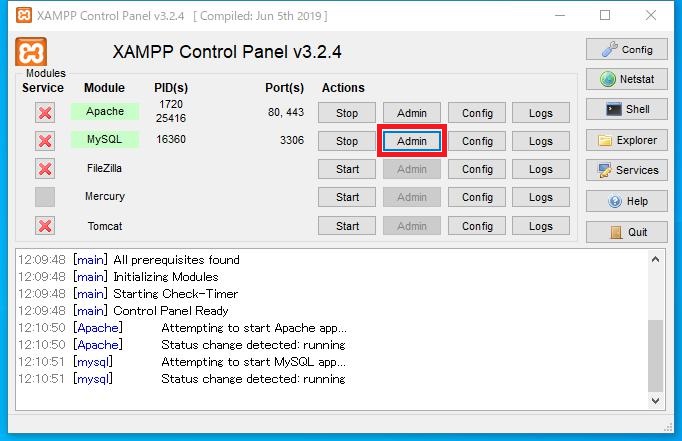 XAMPP Control Panel v3.2.4 [ Compiled: Jun 5th 2019 ]
XAMPP Control Panel v3.2.4
Config
Modules
Service Module PID(s) Port(s) Actions
Netstat
Apache 1720 25416 80, 443 Stop Admin Config Logs
Shell
MySQL 16360 3306 Stop Admin Config Logs
Explorer
FileZilla Start Admin Config Logs
Services
Mercury Start Admin Config Logs
Help
Tomcat Start Admin Config Logs
Quit
12:09:48 [main] All prerequisites found
12:09:48 [main] Initializing Modules
12:09:48 [main] Starting Check-Timer
12:09:48 [main] Control Panel Ready
12:10:50 [Apache] Attempting to start Apache app...
12:10:50 [Apache] Status change detected: running
12:10:51 [mysql] Attempting to start MySQL app...
12:10:51 [mysql] Status change detected: running